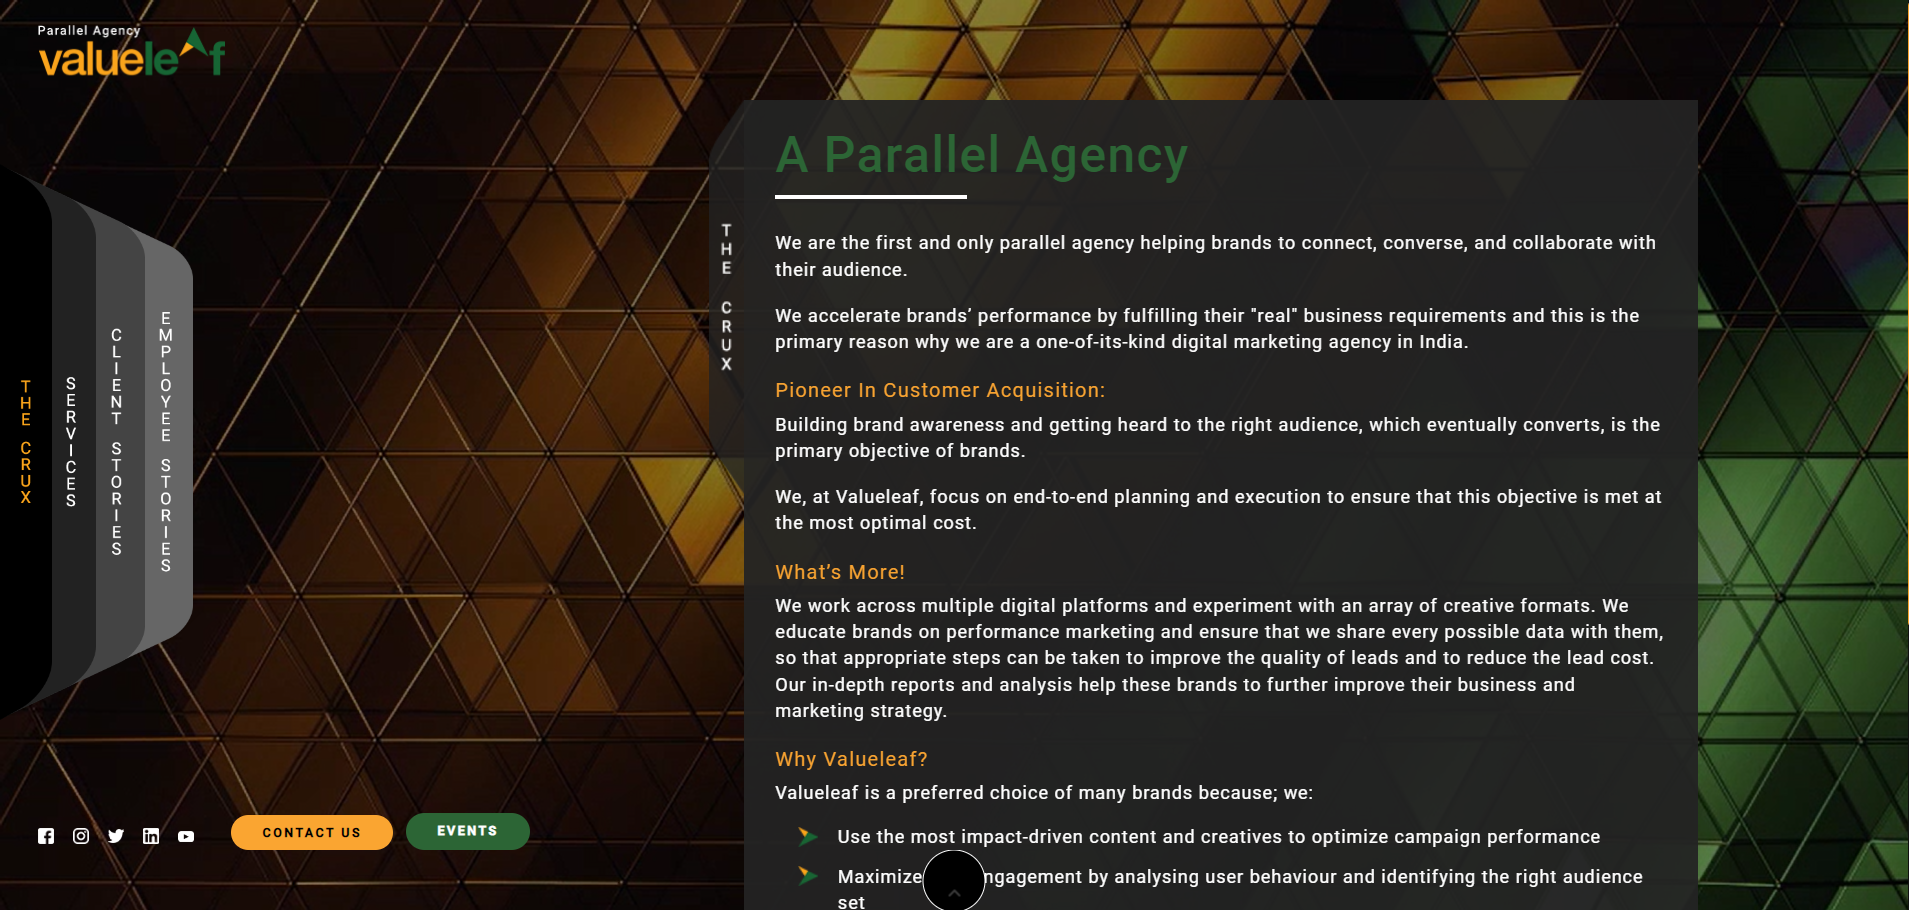 Parallel Agency
valueleaf
THE CRUX
SERVICES
CLIENT STORIES
EMPLOYEE STORIES
CONTACT US
EVENTS
THE CRUX
A Parallel Agency
We are the first and only parallel agency helping brands to connect, converse, and collaborate with
their audience.
We accelerate brands’ performance by fulfilling their "real" business requirements and this is the
primary reason why we are a one-of-its-kind digital marketing agency in India.
Pioneer In Customer Acquisition:
Building brand awareness and getting heard to the right audience, which eventually converts, is the
primary objective of brands.
We, at Valueleaf, focus on end-to-end planning and execution to ensure that this objective is met at
the most optimal cost.
What’s More!
We work across multiple digital platforms and experiment with an array of creative formats. We
educate brands on performance marketing and ensure that we share every possible data with them,
so that appropriate steps can be taken to improve the quality of leads and to reduce the lead cost.
Our in-depth reports and analysis help these brands to further improve their business and
marketing strategy.
Why Valueleaf?
Valueleaf is a preferred choice of many brands because; we:
Use the most impact-driven content and creatives to optimize campaign performance
Maximize ngagement by analysing user behaviour and identifying the right audience
set